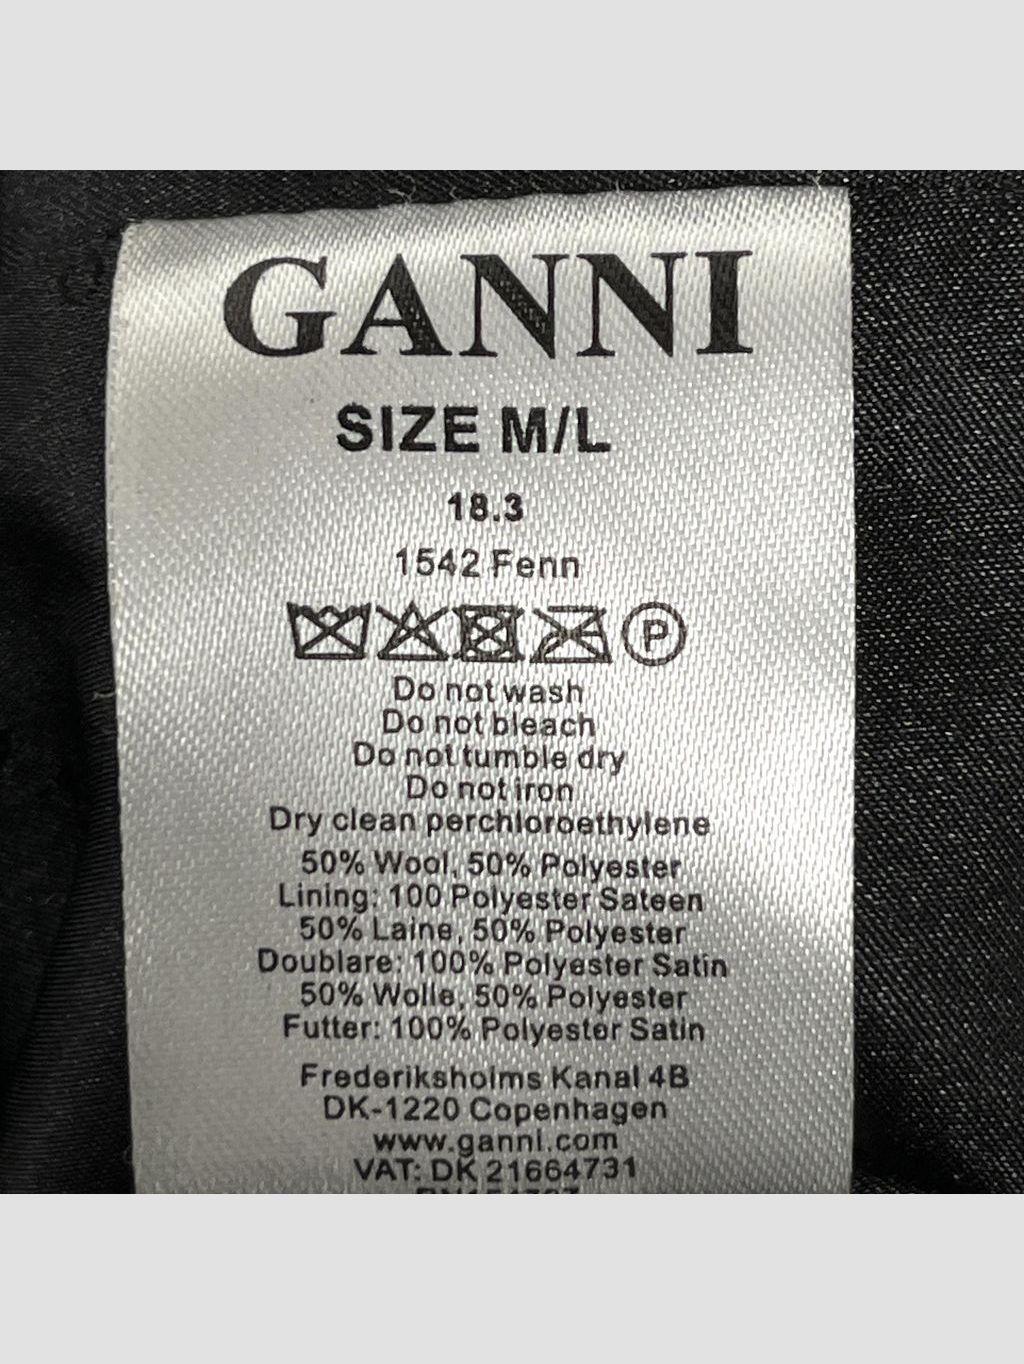 GANNI
SIZE M/L
18.3
1542 Fenn
P
Do not wash
Do not bleach
Do not tumble dry
Do not iron
Dry clean perchloroethylene
50% Wool, 50% Polyester
Lining: 100 Polyester Sateen
50% Laine, 50% Polyester
Doublare: 100% Polyester Satin
50% Wolle, 50% Polyester
Futter: 100% Polyester Satin
Frederiksholms Kanal 4B
DK-1220 Copenhagen
www.ganni.com
VAT: DK 21664731